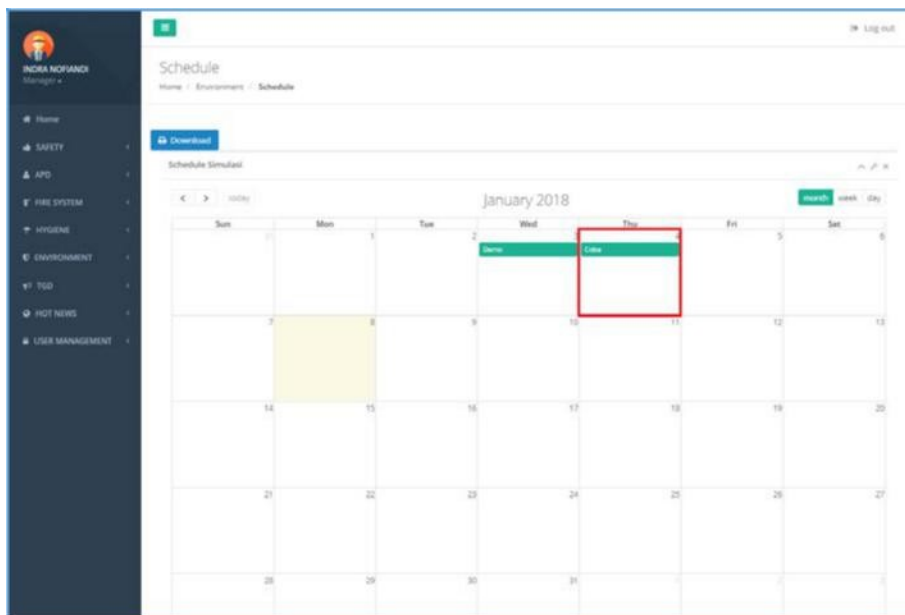 Log out
INDRA NOFIANDI
Manager
Schedule
Home / Environment / Schedule
Home
SAFETY
APD
FIRE SYSTEM
HYGIENE
ENVIRONMENT
TGD
HOT NEWS
USER MANAGEMENT
Download
Schedule Simulasi
today
January 2018
month week day
Sun Mon Tue Wed Thu Fri Sat
31 1 2 3 4 5 6
Demo Coba
7 8 9 10 11 12 13
14 15 16 17 18 19 20
21 22 23 24 25 26 27
28 29 30 31